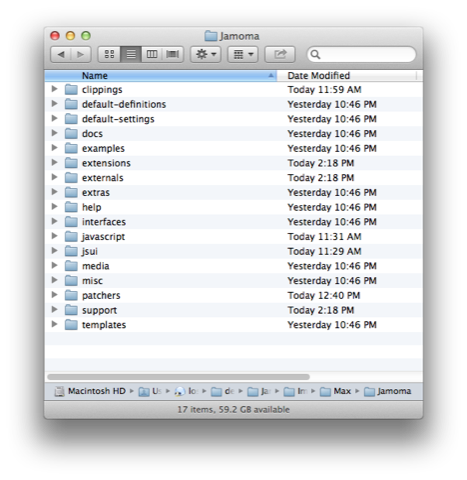 Jamoma
Name Date Modified
clippings Today 11:59 AM
default-definitions Yesterday 10:46 PM
default-settings Yesterday 10:46 PM
docs Yesterday 10:46 PM
examples Yesterday 10:46 PM
extensions Today 2:18 PM
externals Today 2:18 PM
extras Yesterday 10:46 PM
help Yesterday 10:46 PM
interfaces Yesterday 10:46 PM
javascript Today 11:31 AM
jsui Today 11:29 AM
media Yesterday 10:46 PM
misc Yesterday 10:46 PM
patchers Today 12:40 PM
support Today 2:18 PM
templates Yesterday 10:46 PM
Macintosh HD Us lo de Jar Im Max Jamoma
17 items, 59.2 GB available